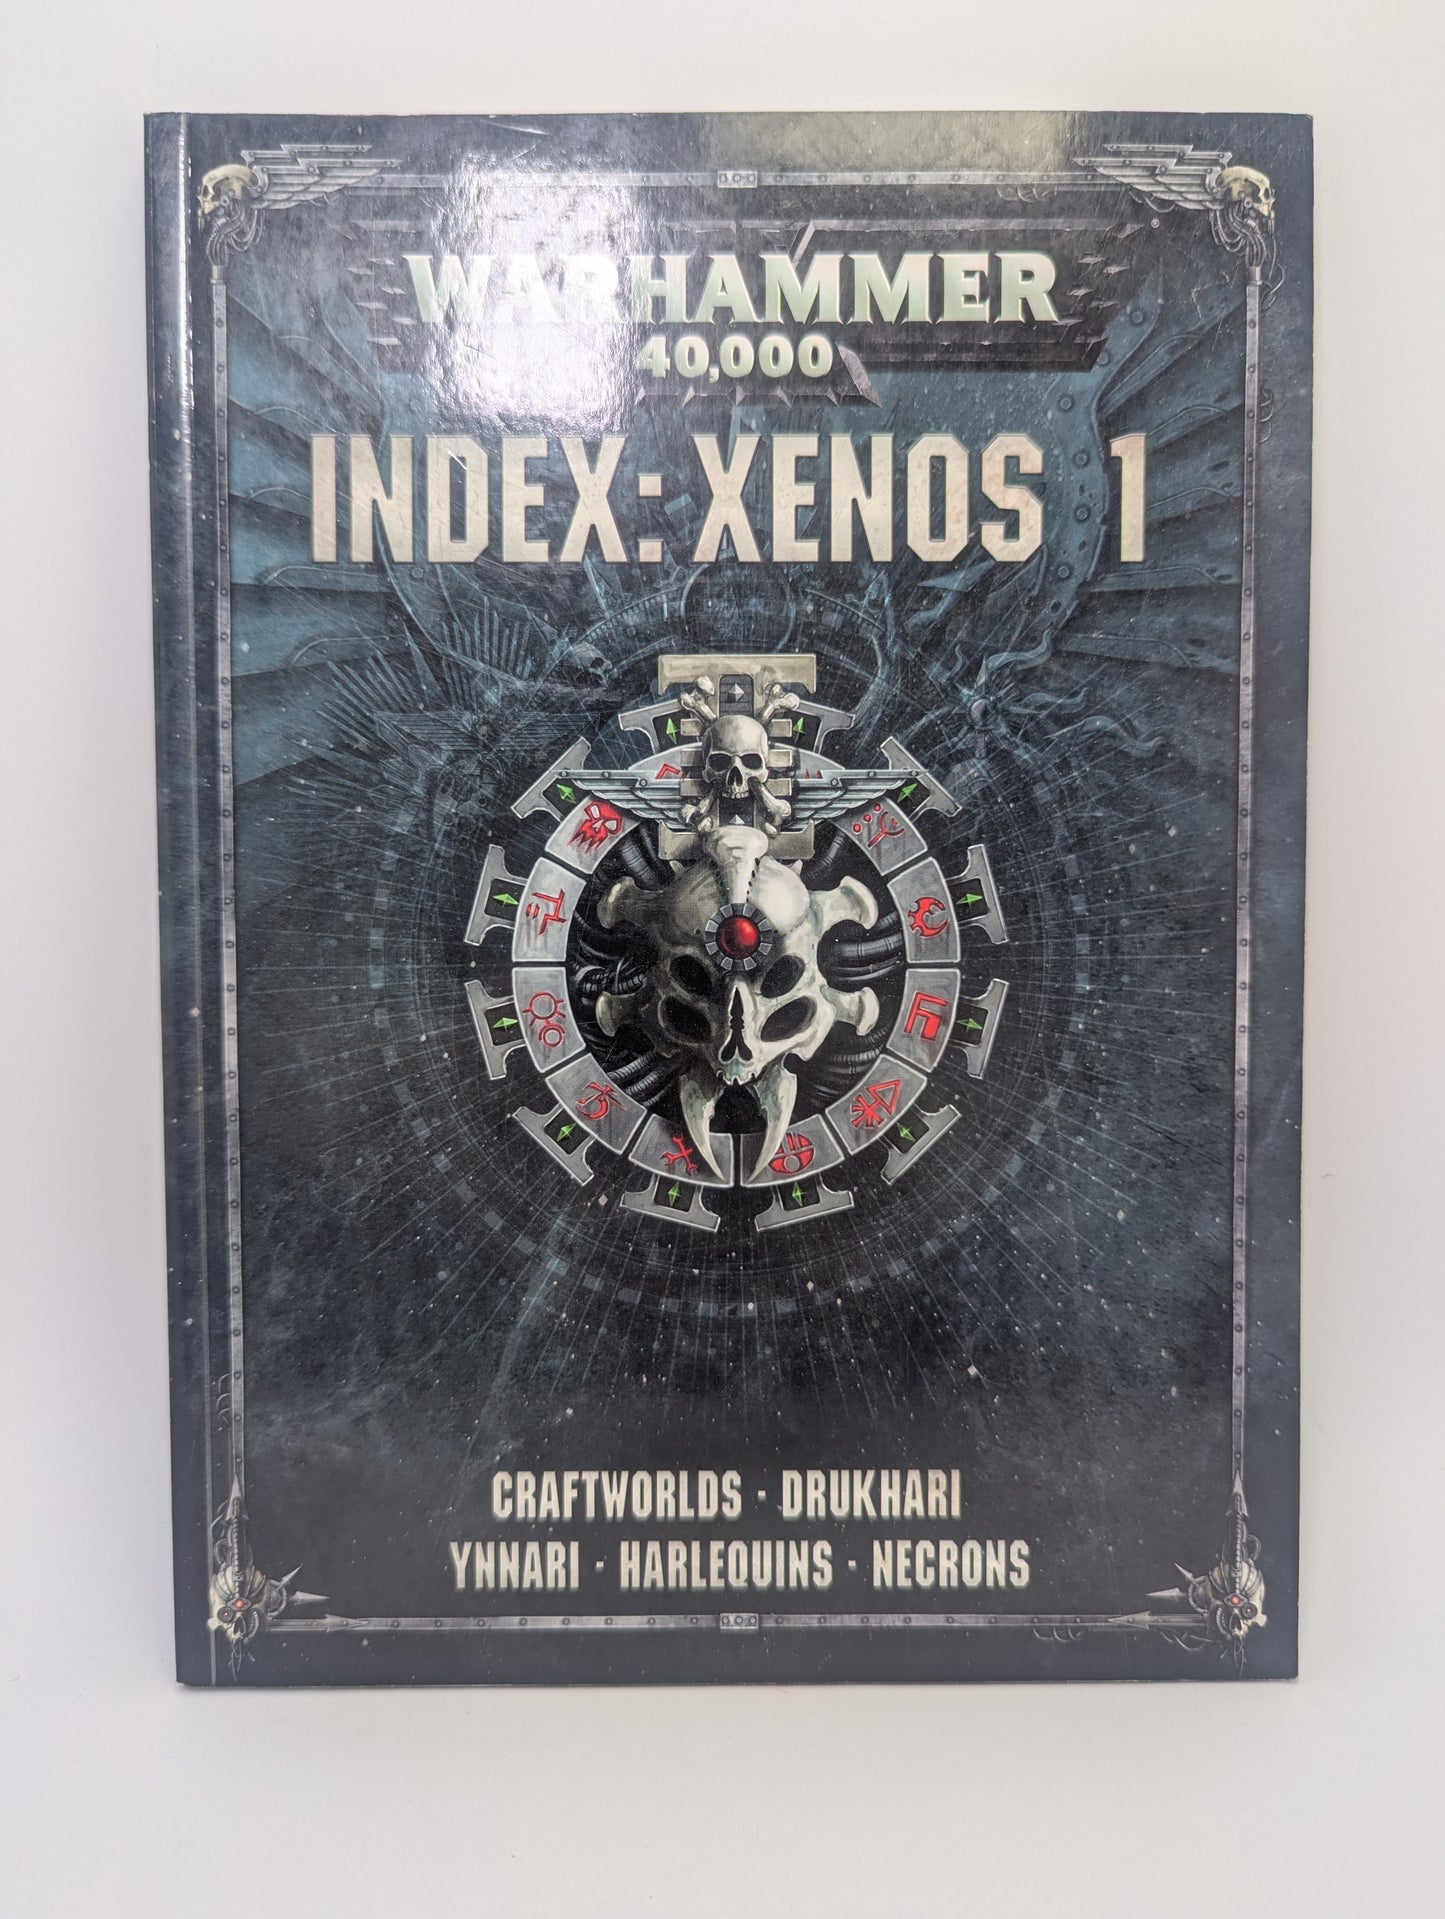 WARHAMMER
40,000
INDEX: XENOS 1
CRAFTWORLDS · DRUKHARI
YNNARI · HARLEQUINS · NECRONS